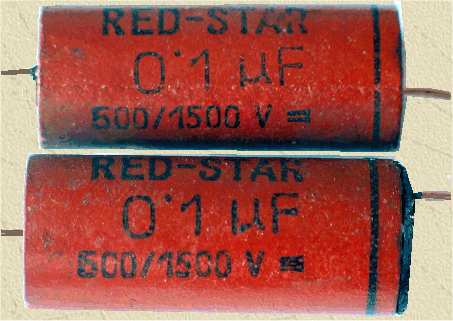 RED-STAR
0.1 µF
500/1500 V ⎓
RED-STAR
0.1 µF
500/1500 V ⎓